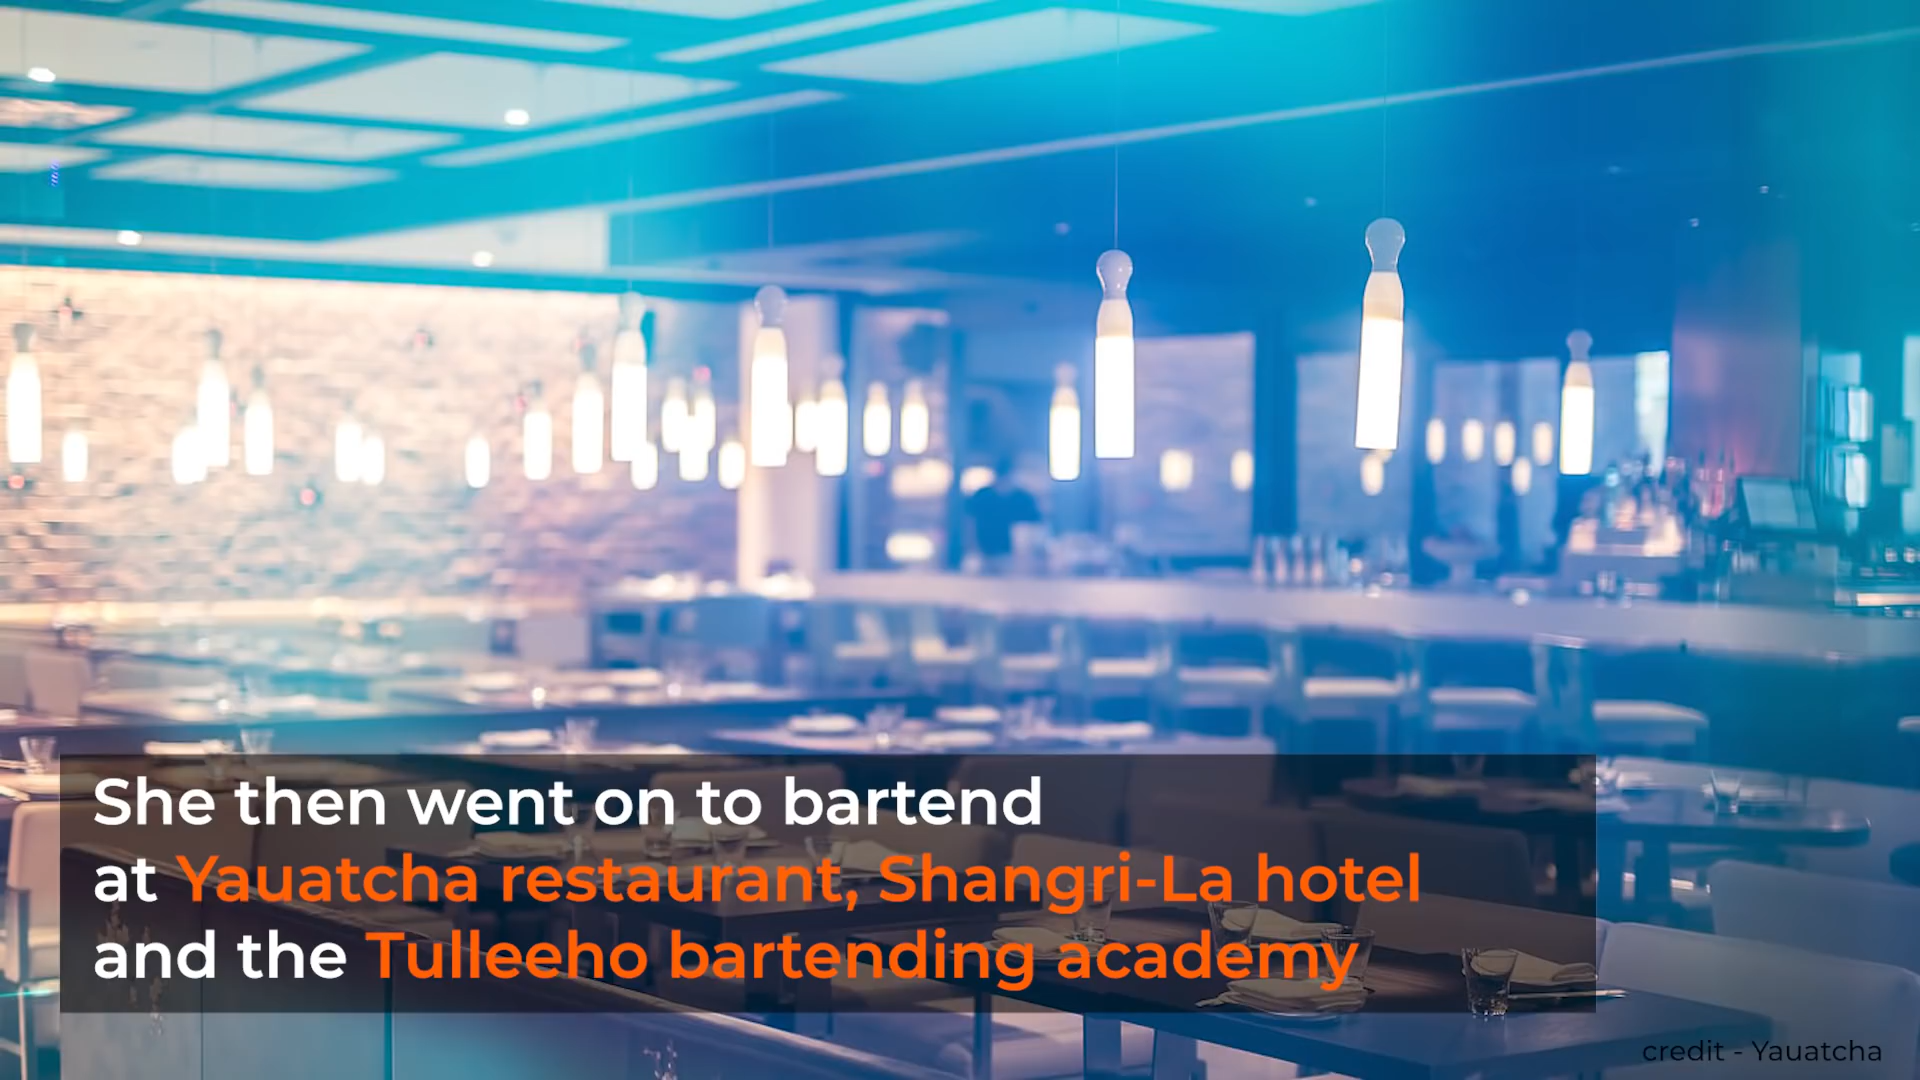 She then went on to bartend
at Yauatcha restaurant, Shangri-La hotel
and the Tulleeho bartending academy
credit - Yauatcha